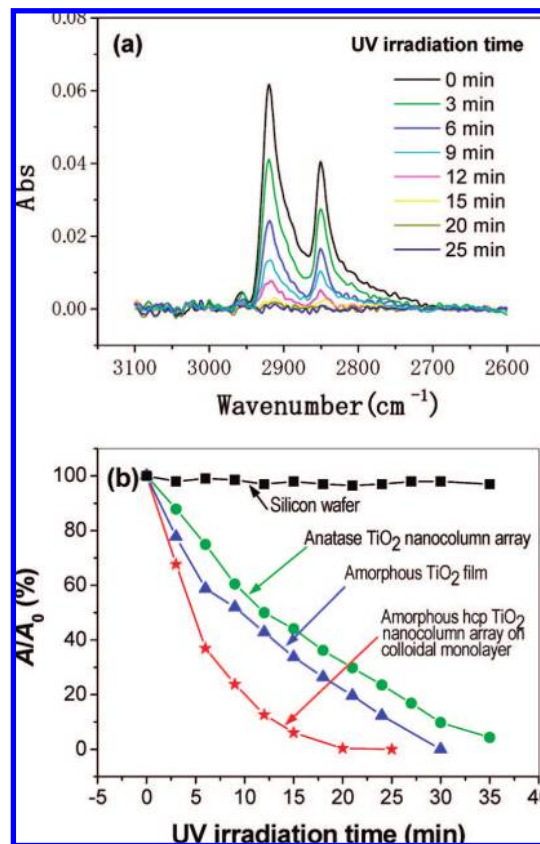 (a)
UV irradiation time
0 min
3 min
6 min
9 min
12 min
15 min
20 min
25 min
0.08
0.06
0.04
0.02
0.00
Abs
3100 3000 2900 2800 2700 2600
Wavenumber(cm⁻¹)
(b)
100
80
60
40
20
0
A/A₀ (%)
Silicon wafer
Anatase TiO₂ nanocolumn array
Amorphous TiO₂ film
Amorphous hcp TiO₂
nanocolumn array on
colloidal monolayer
-5 0 5 10 15 20 25 30 35 40
UV irradiation time (min)